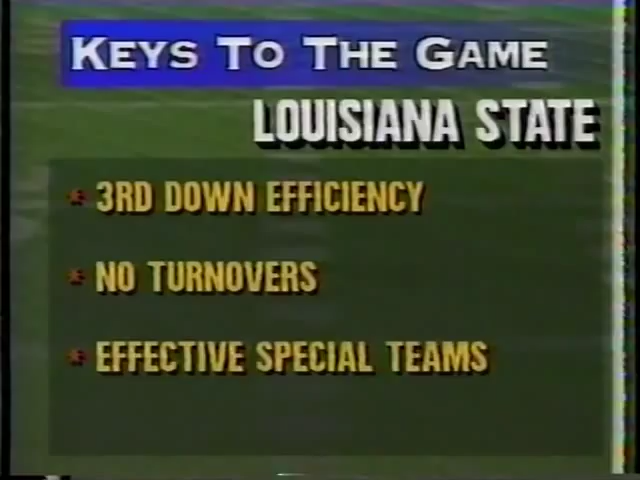 KEYS TO THE GAME
LOUISIANA STATE
* 3RD DOWN EFFICIENCY
* NO TURNOVERS
* EFFECTIVE SPECIAL TEAMS